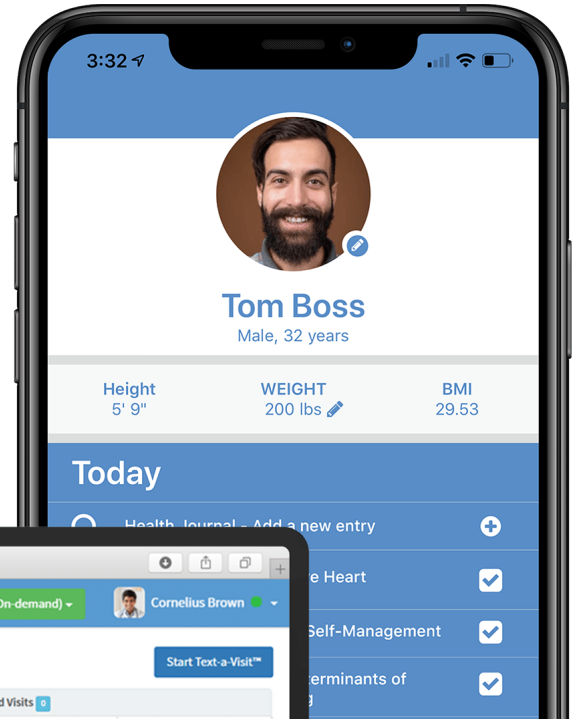 3:32
Tom Boss
Male, 32 years
Height WEIGHT BMI
5' 9" 200 lbs 29.53
Today
Health Journal - Add a new entry
Heart
Self-Management
of
On-demand)
Cornelius Brown
Start Text-a-Visit™
Visits 0